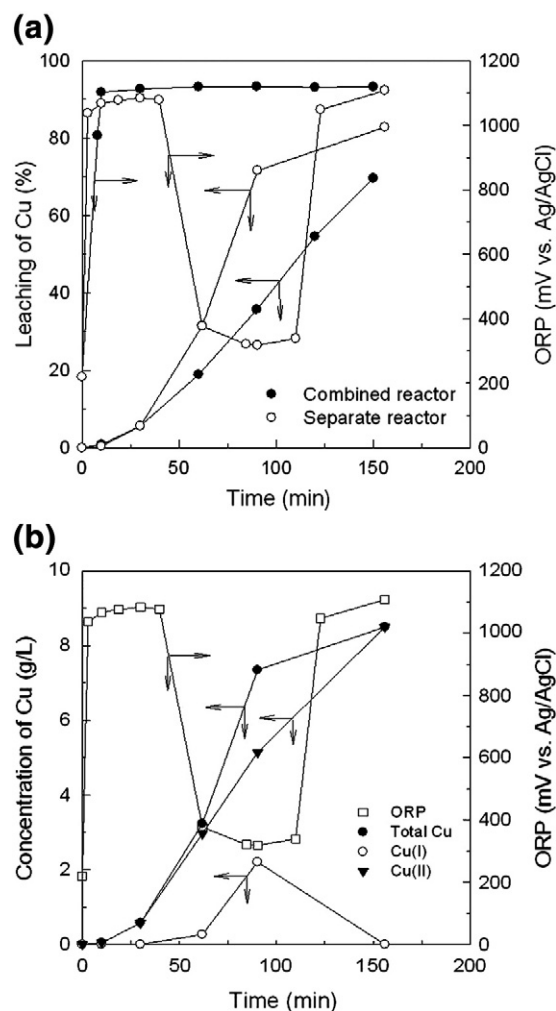 (a)
100
80
60
40
20
0
Leaching of Cu (%)
1200
1000
800
600
400
200
0
ORP (mV vs. Ag/AgCl)
Combined reactor
Separate reactor
0 50 100 150 200
Time (min)
(b)
10
8
6
4
2
0
Concentration of Cu (g/L)
1200
1000
800
600
400
200
0
ORP (mV vs. Ag/AgCl)
ORP
Total Cu
Cu(I)
Cu(II)
0 50 100 150 200
Time (min)